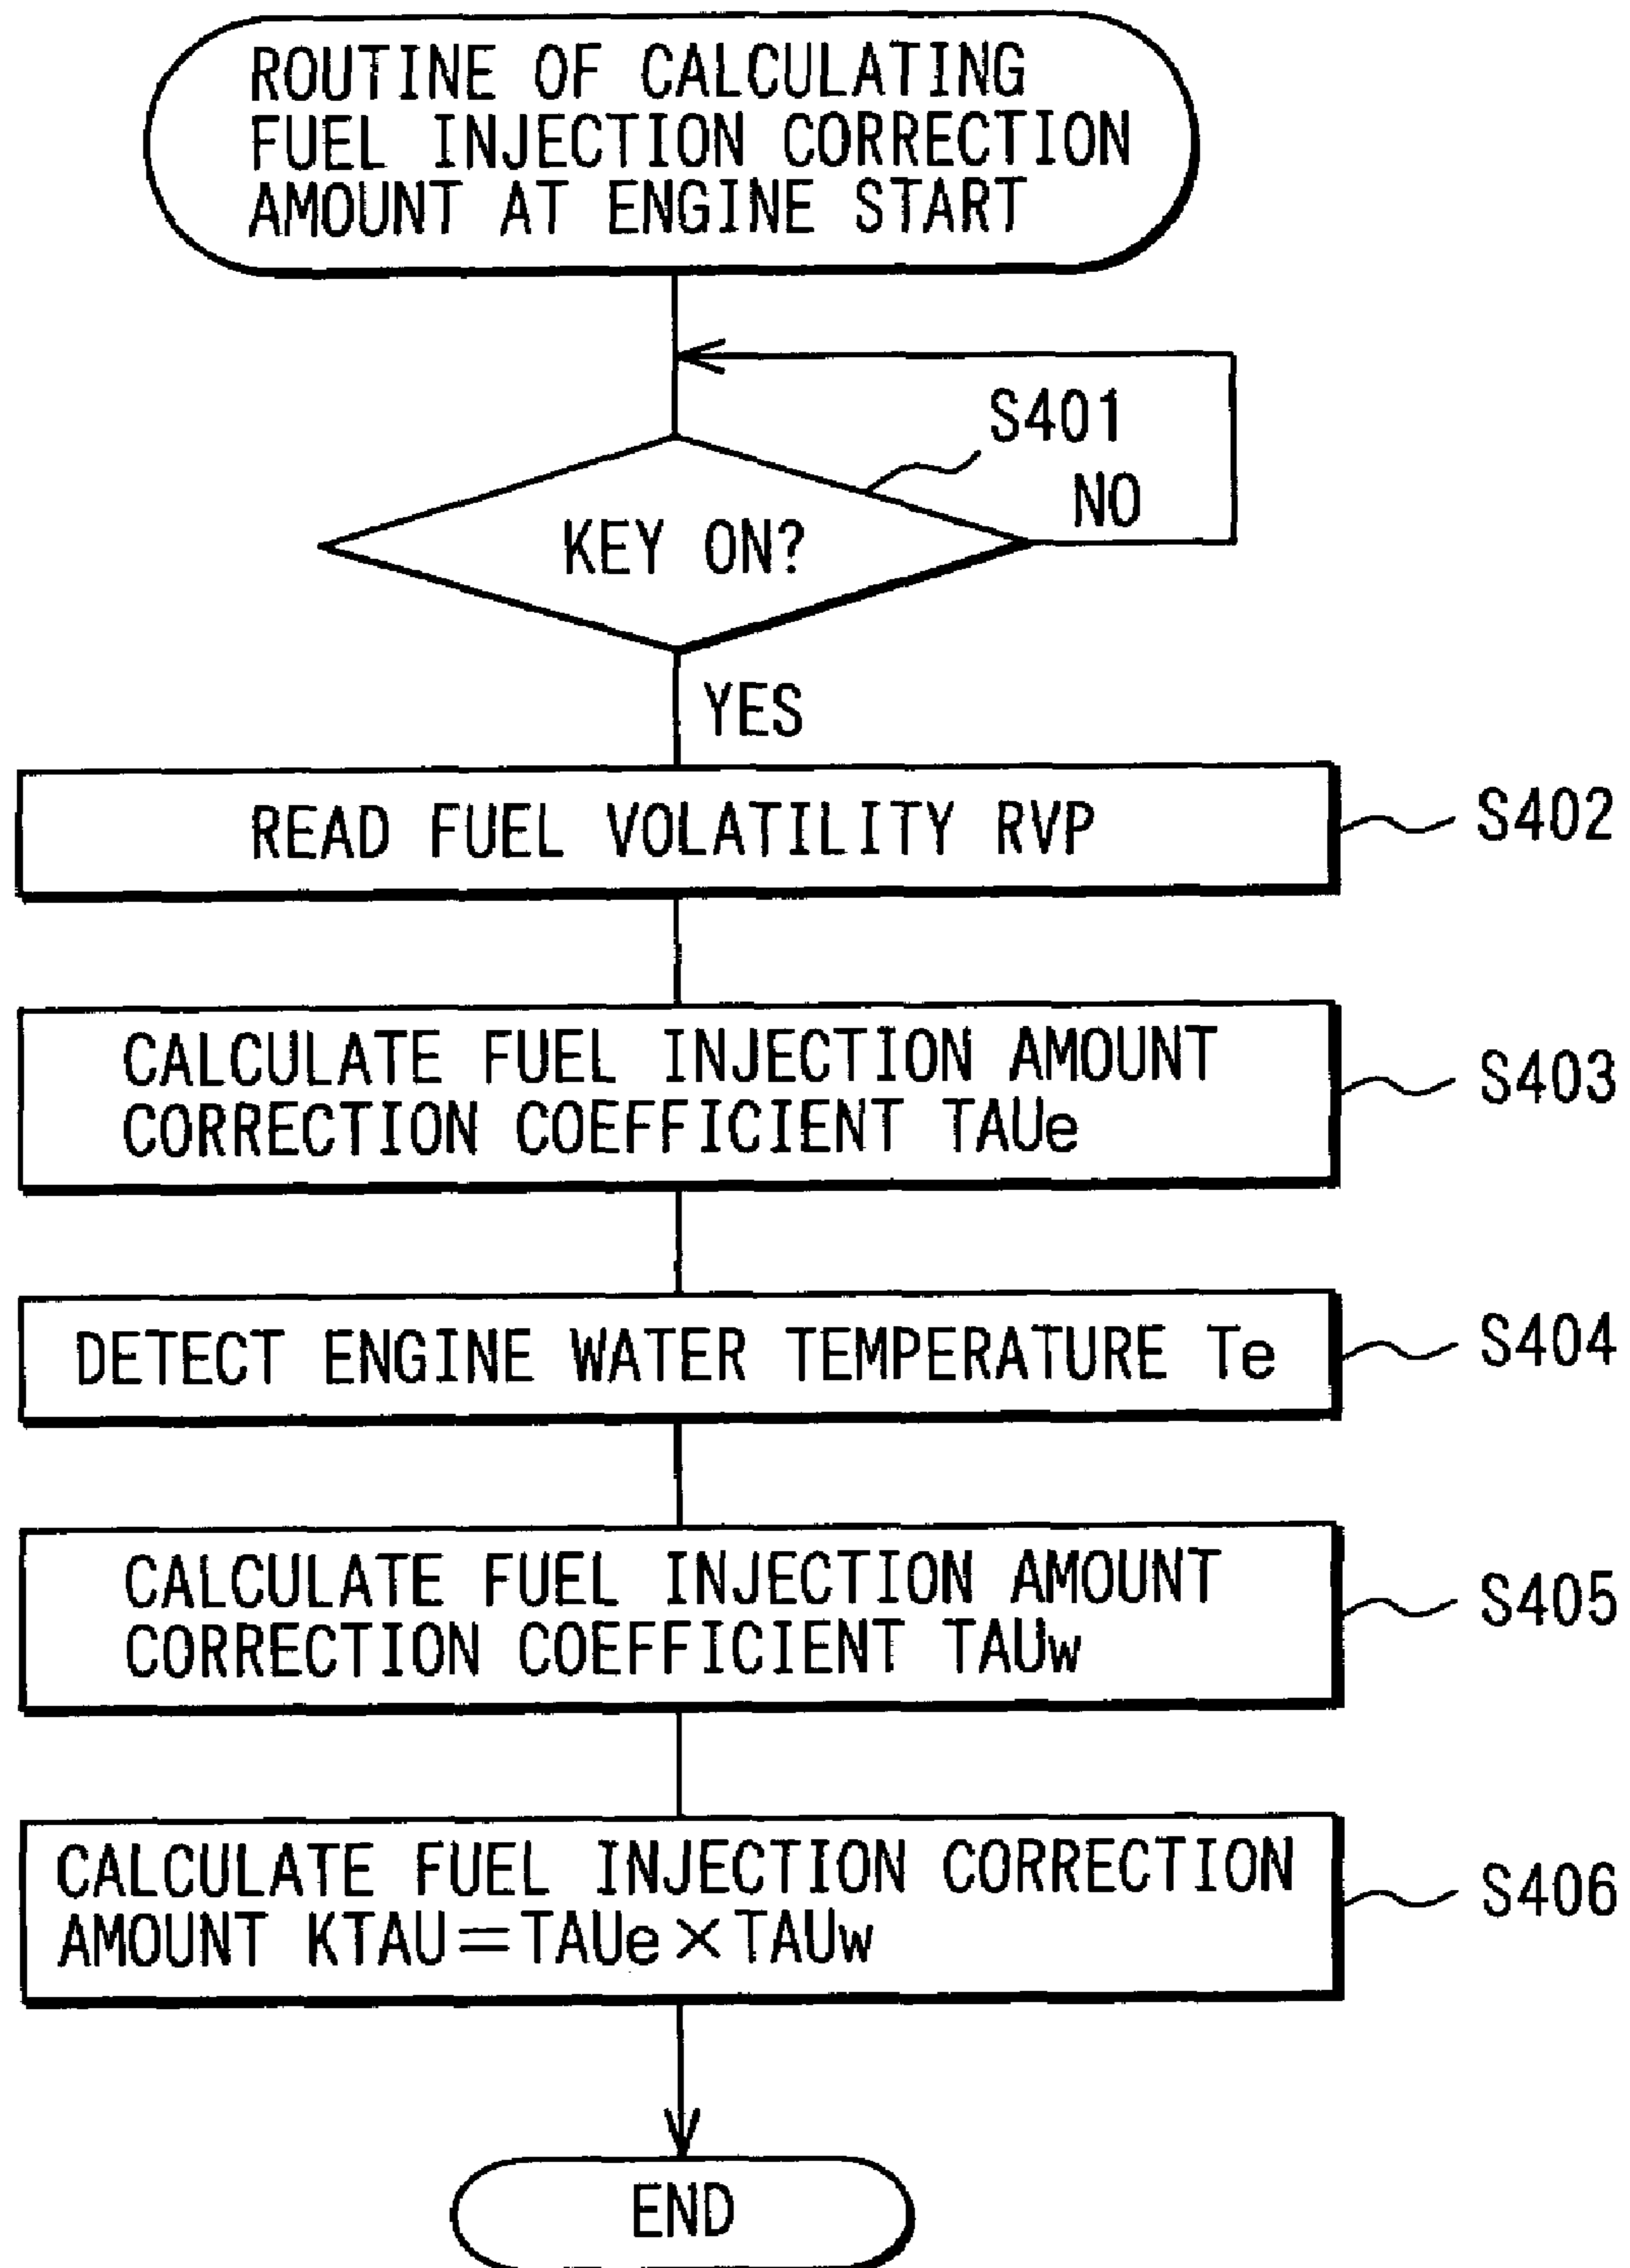 ROUTINE OF CALCULATING
FUEL INJECTION CORRECTION
AMOUNT AT ENGINE START
S401
NO
KEY ON?
YES
READ FUEL VOLATILITY RVP
S402
CALCULATE FUEL INJECTION AMOUNT
CORRECTION COEFFICIENT TAUe
S403
DETECT ENGINE WATER TEMPERATURE Te
S404
CALCULATE FUEL INJECTION AMOUNT
CORRECTION COEFFICIENT TAUw
S405
CALCULATE FUEL INJECTION CORRECTION
AMOUNT KTAU=TAUe×TAUw
S406
END